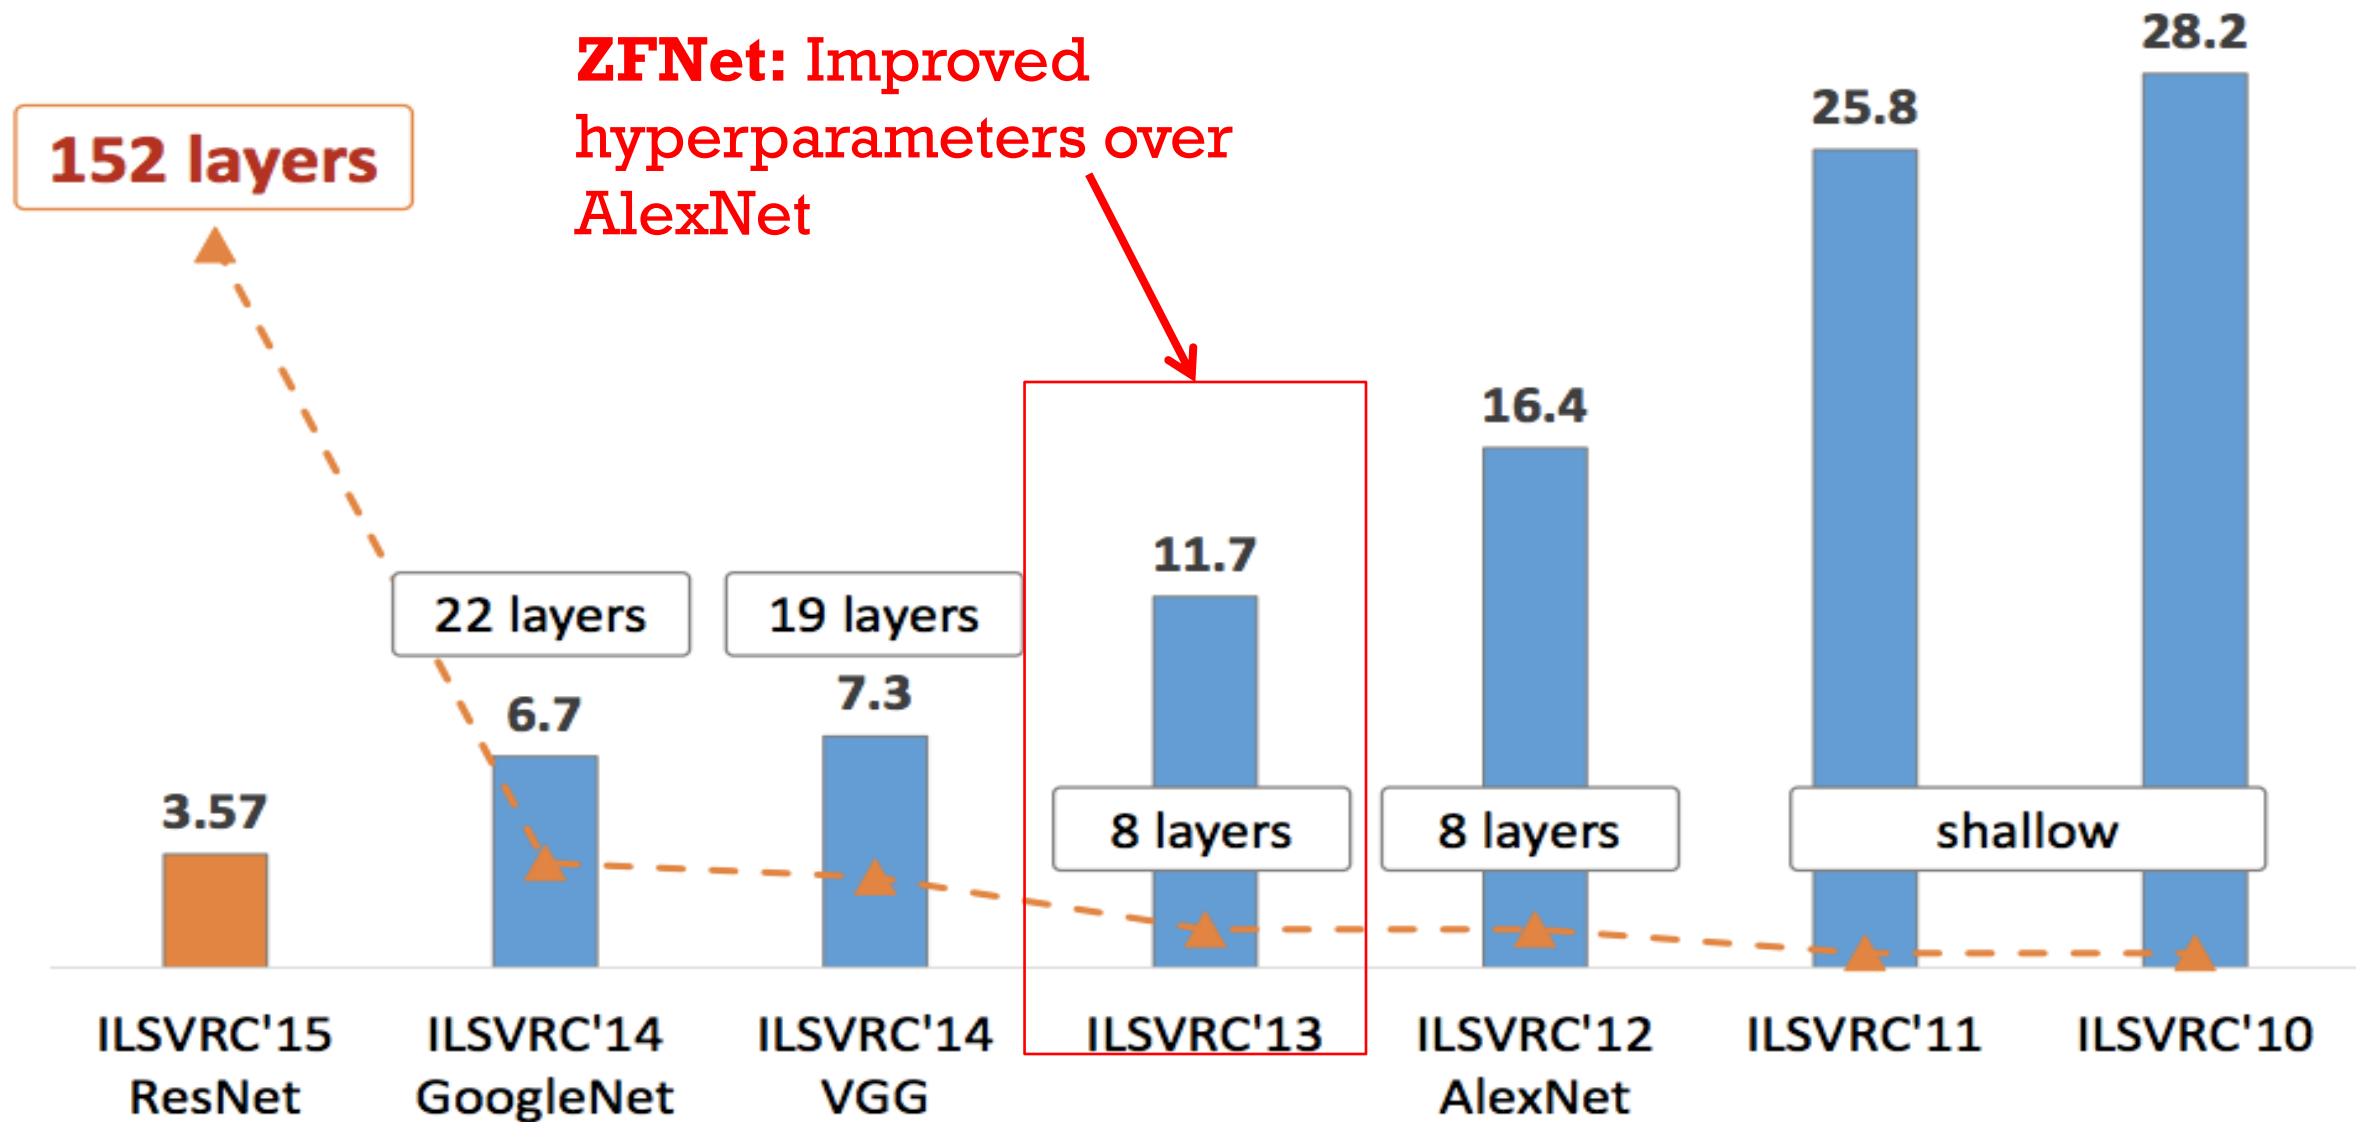 ZFNet: Improved
hyperparameters over
AlexNet
152 layers
28.2
25.8
16.4
11.7
22 layers
19 layers
7.3
6.7
3.57
8 layers
8 layers
shallow
ILSVRC'15
ResNet
ILSVRC'14
GoogleNet
ILSVRC'14
VGG
ILSVRC'13
ILSVRC'12
AlexNet
ILSVRC'11
ILSVRC'10